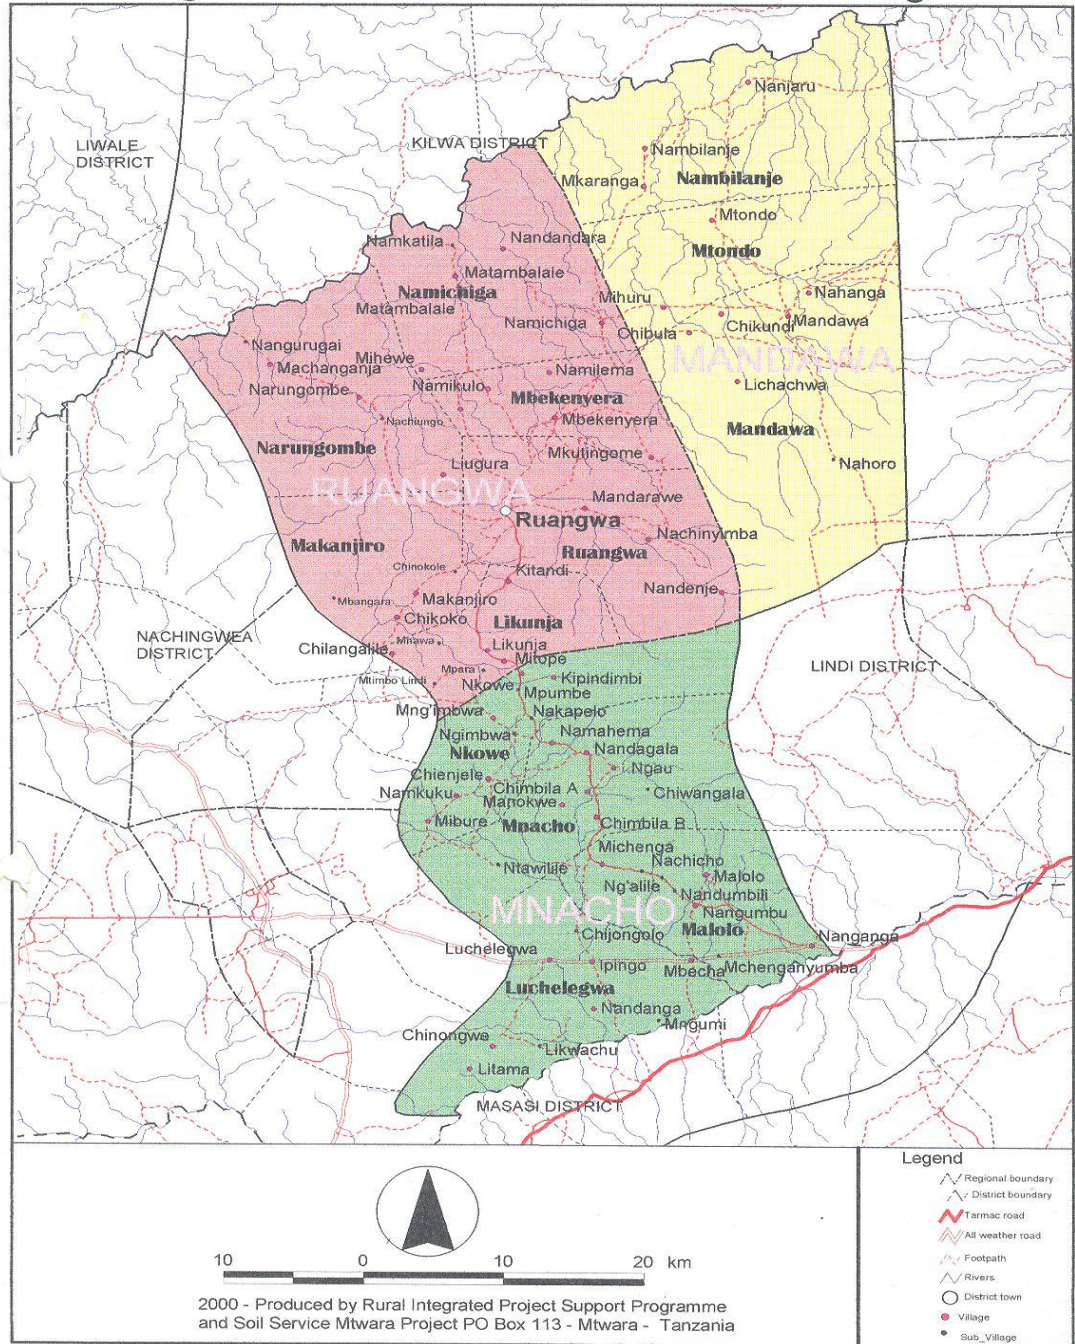 LIWALE
DISTRICT
KILWA DISTRICT
Nanjaru
Nambilanje
Mkaranga
Nambilanje
Mtondo
Mtondo
Namkatila
Nandandara
Matambalale
Namichiga
Matambalale
Mihuru
Nahanga
Namichiga
Chibula
Chikundi
Mandawa
MANDAWA
Nangurugai
Machanganja
Mihewe
Narungombe
Namikulo
Namilema
Lichachwa
Mbekenyera
Nachiungo
Mbekenyera
Mandawa
Narungombe
Mkutingome
Nahoro
Liugura
RUANGWA
Mandarawe
Ruangwa
Nachinyimba
Makanjiro
Ruangwa
Chinokole
Kitandi
Nandenje
Mbangara
Makanjiro
Chikoko
Likunja
NACHINGWEA
DISTRICT
Mhawa
Chilangalile
Likunja
Mitope
LINDI DISTRICT
Mpara
Mtimbo Lindi
Nkowe
Kipindimbi
Mpumbe
Mng'imbwa
Nakapelo
Ngimbwa
Namahema
Nkowe
Nandagala
Chienjele
Ngau
Namkuku
Chimbila A
Chiwangala
Manokwe
Mibure
Mnacho
Chimbila B
Michenga
Ntawilile
Nachicho
Malolo
Ng'alile
Nandumbili
MNACHO
Nangumbu
Malolo
Chijongolo
Nanganga
Luchelegwa
Ipingo
Mbecha
Mchenganyumba
Luchelegwa
Nandanga
Mngumi
Chinongwe
Likwachu
Litama
MASASI DISTRICT
Legend
Regional boundary
District boundary
Tarmac road
All weather road
Footpath
Rivers
District town
Village
Sub_Village
10 0 10 20 km
2000 - Produced by Rural Integrated Project Support Programme
and Soil Service Mtwara Project PO Box 113 - Mtwara - Tanzania